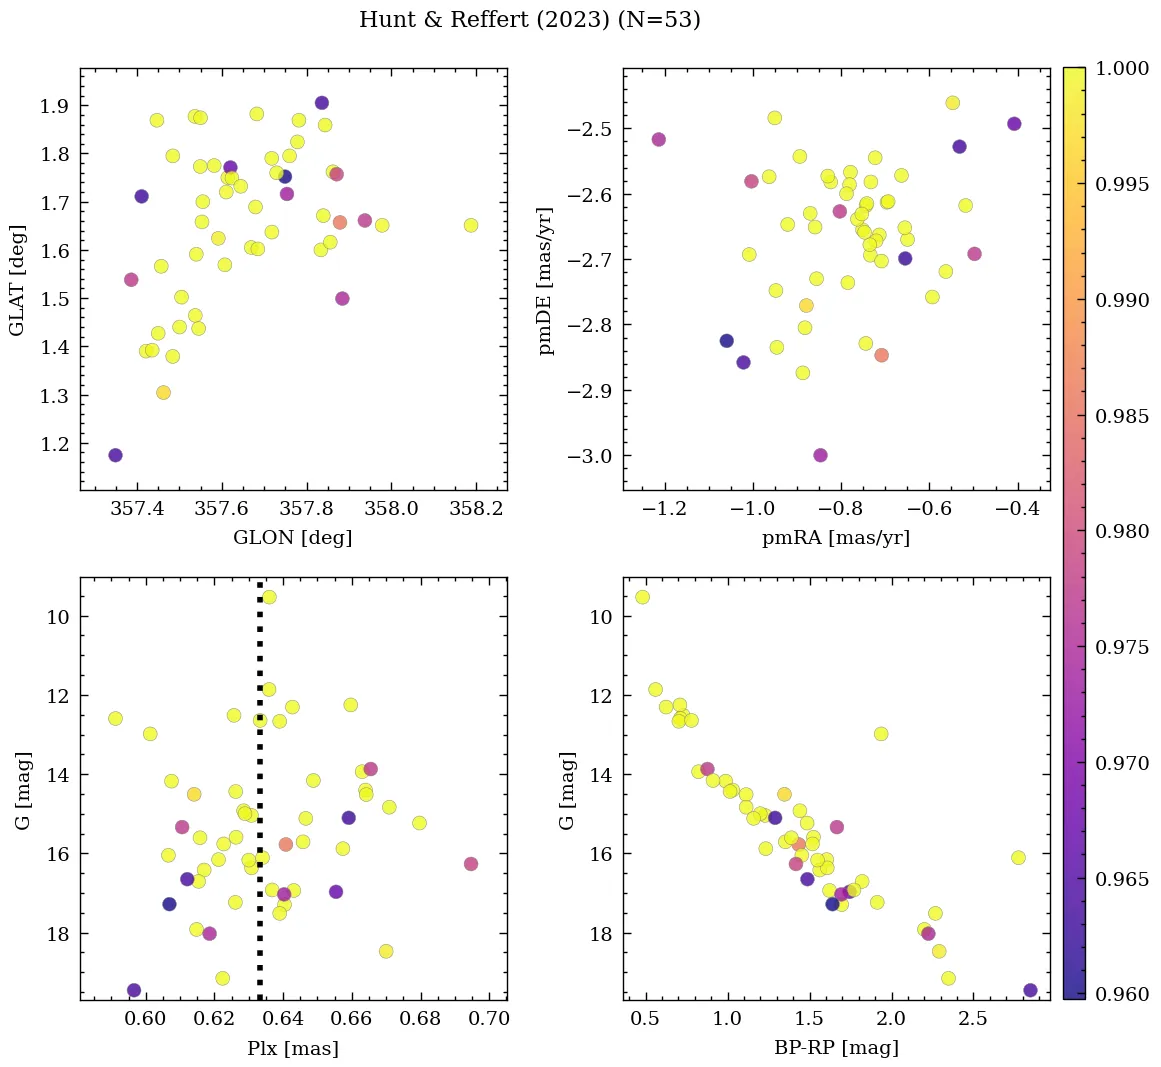 Hunt & Reffert (2023) (N=53)
1.9
1.8
1.7
1.6
1.5
1.4
1.3
1.2
GLAT [deg]
357.4 357.6 357.8 358.0 358.2
GLON [deg]
−2.5
−2.6
−2.7
−2.8
−2.9
−3.0
pmDE [mas/yr]
−1.2 −1.0 −0.8 −0.6 −0.4
pmRA [mas/yr]
1.000
0.995
0.990
0.985
0.980
0.975
0.970
0.965
0.960
10
12
14
16
18
G [mag]
0.60 0.62 0.64 0.66 0.68 0.70
Plx [mas]
10
12
14
16
18
G [mag]
0.5 1.0 1.5 2.0 2.5
BP-RP [mag]